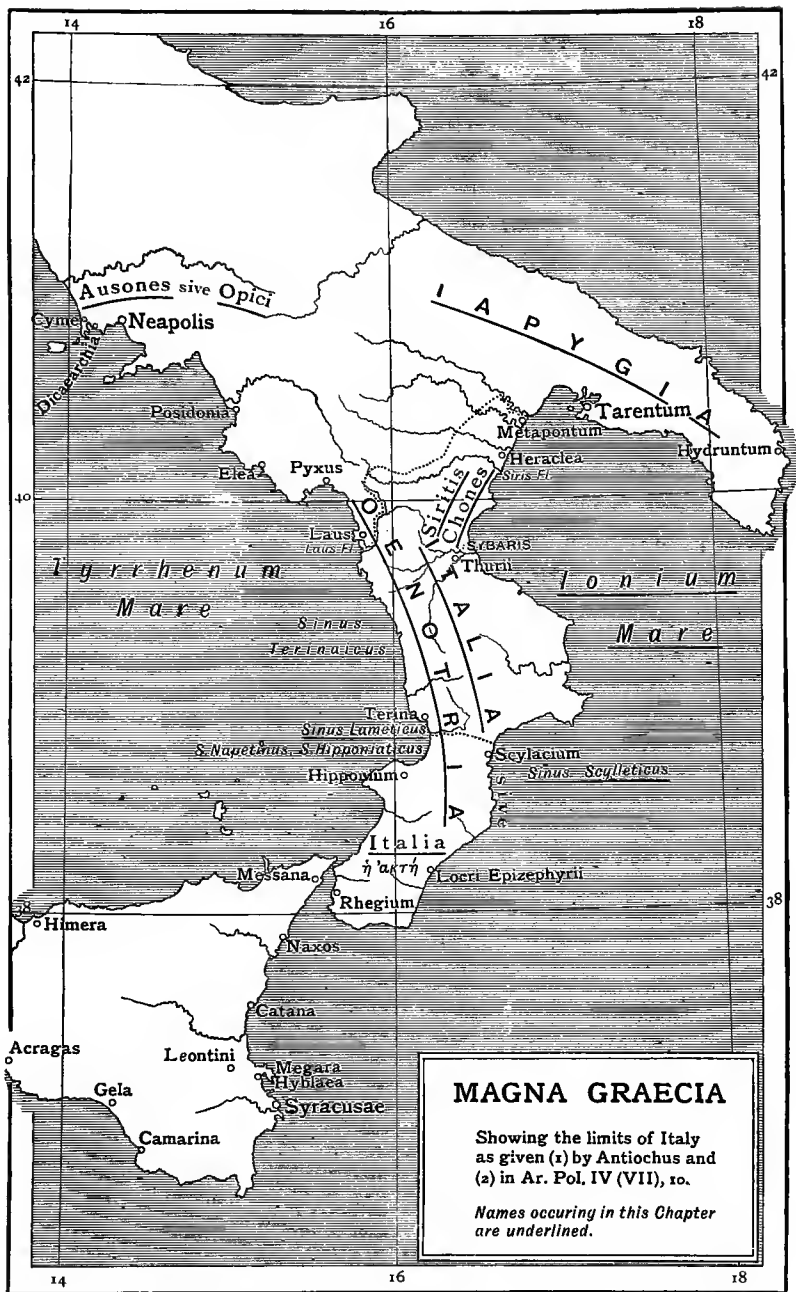 14 16 18
42 42
Ausones sive Opici
IAPYGIA
Cyme
Neapolis
Dicaearchia
Tarentum
Posidonia
Metapontum
Heraclea
Hydruntum
Siris Fl.
Elea
Pyxus
40
Siritis
Chones
OENOTRIA
Laus
Laus Fl.
SYBARIS
Thurii
ITALIA
Tyrrhenum
Mare
Ionium
Mare
Sinus
Terinaicus
Terina
Sinus Lameticus
S. Napetinus, S. Hipponiaticus
Scylacium
Sinus Scylleticus
sive
Hipponium
Italia
ἡ ἀκτή
Messana
Locri Epizephyrii
Rhegium
38 38
Himera
Naxos
Catana
Acragas
Leontini
Megara
Hyblaea
Gela
Syracusae
Camarina
MAGNA GRAECIA
Showing the limits of Italy
as given (1) by Antiochus and
(2) in Ar. Pol. IV (VII), 10.
Names occuring in this Chapter
are underlined.
14 16 18